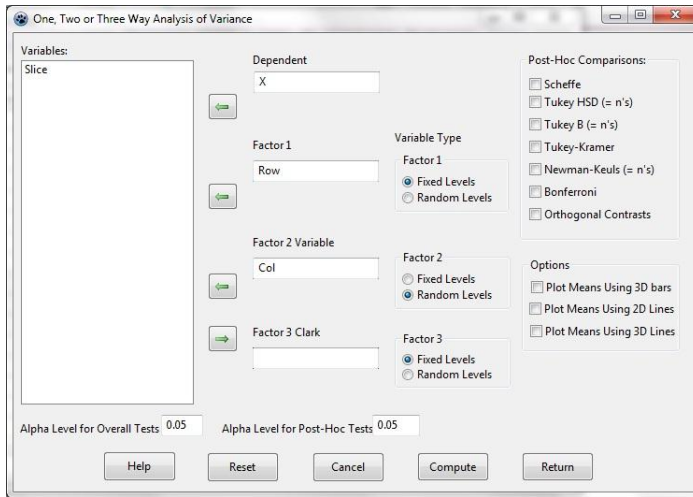 One, Two or Three Way Analysis of Variance
Variables:
Slice
Dependent
X
Factor 1
Row
Factor 2 Variable
Col
Factor 3 Clark
Variable Type
Factor 1
Fixed Levels
Random Levels
Factor 2
Fixed Levels
Random Levels
Factor 3
Fixed Levels
Random Levels
Post-Hoc Comparisons:
Scheffe
Tukey HSD (= n's)
Tukey B (= n's)
Tukey-Kramer
Newman-Keuls (= n's)
Bonferroni
Orthogonal Contrasts
Options
Plot Means Using 3D bars
Plot Means Using 2D Lines
Plot Means Using 3D Lines
Alpha Level for Overall Tests 0.05
Alpha Level for Post-Hoc Tests 0.05
Help
Reset
Cancel
Compute
Return